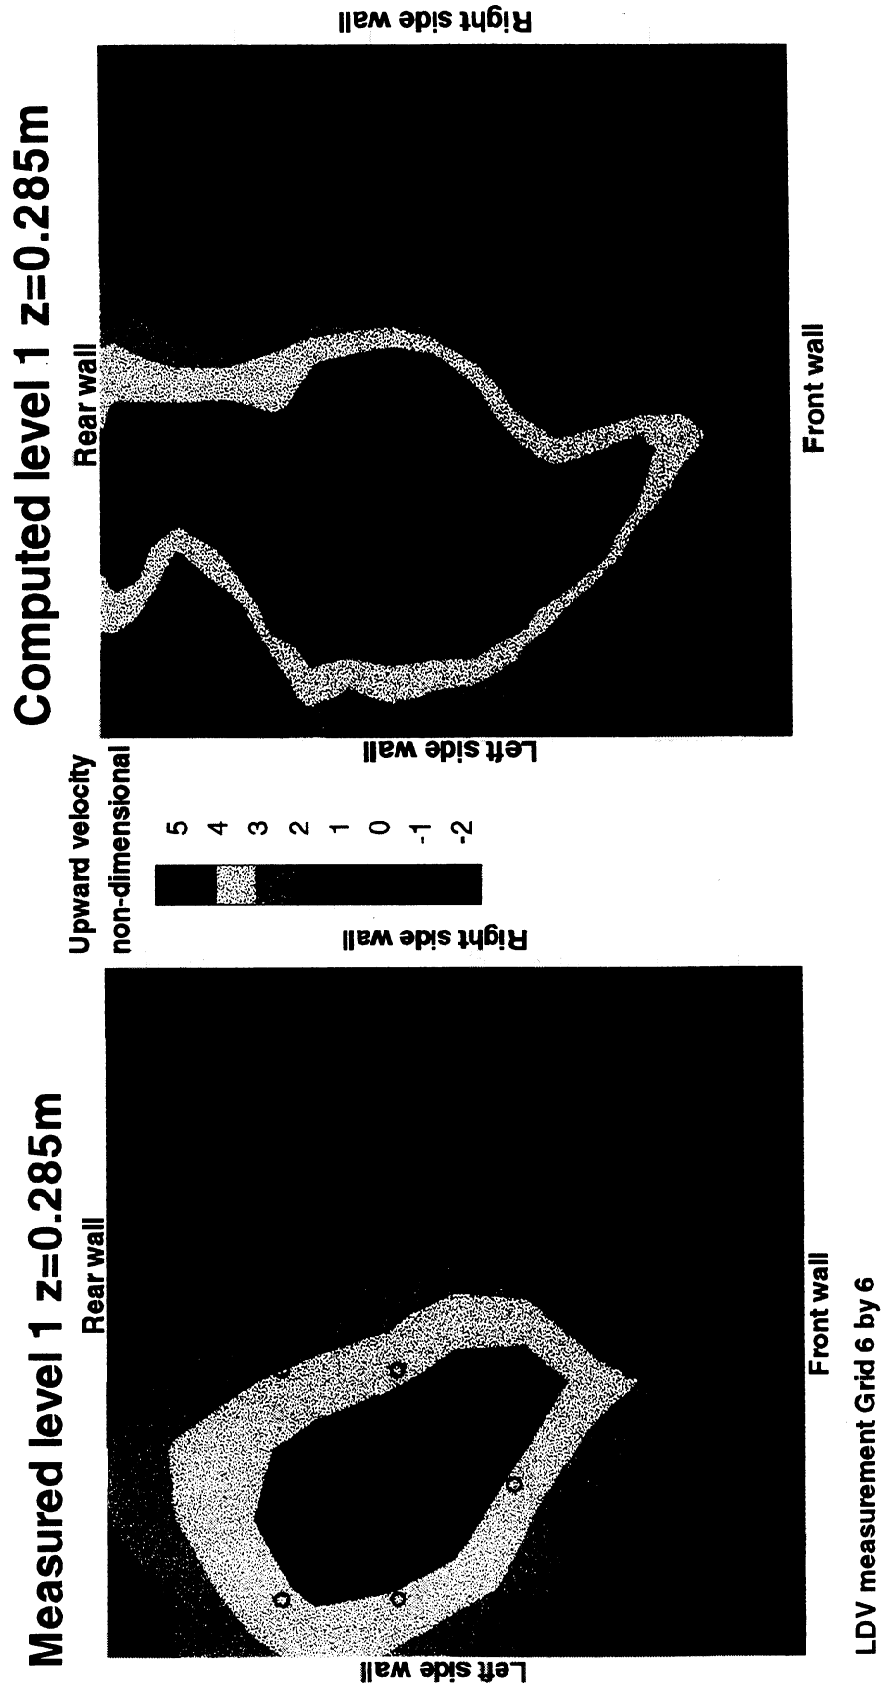 Measured level 1 z=0.285m
Rear wall
Left side wall
Right side wall
Front wall
LDV measurement Grid 6 by 6
Upward velocity
non-dimensional
5
4
3
2
1
0
-1
-2
Computed level 1 z=0.285m
Rear wall
Left side wall
Right side wall
Front wall